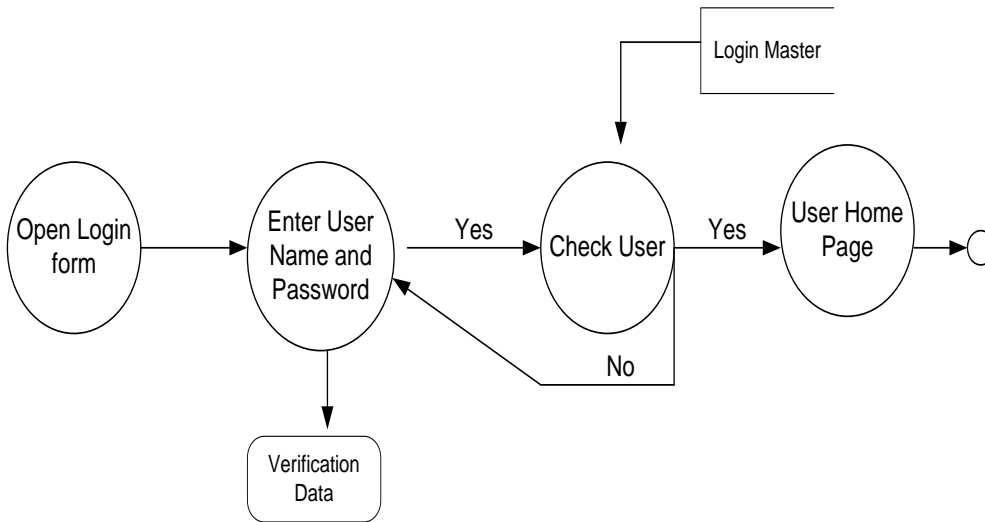 Login Master
Open Login
form
Enter User
Name and
Password
Yes
Check User
Yes
User Home
Page
No
Verification
Data